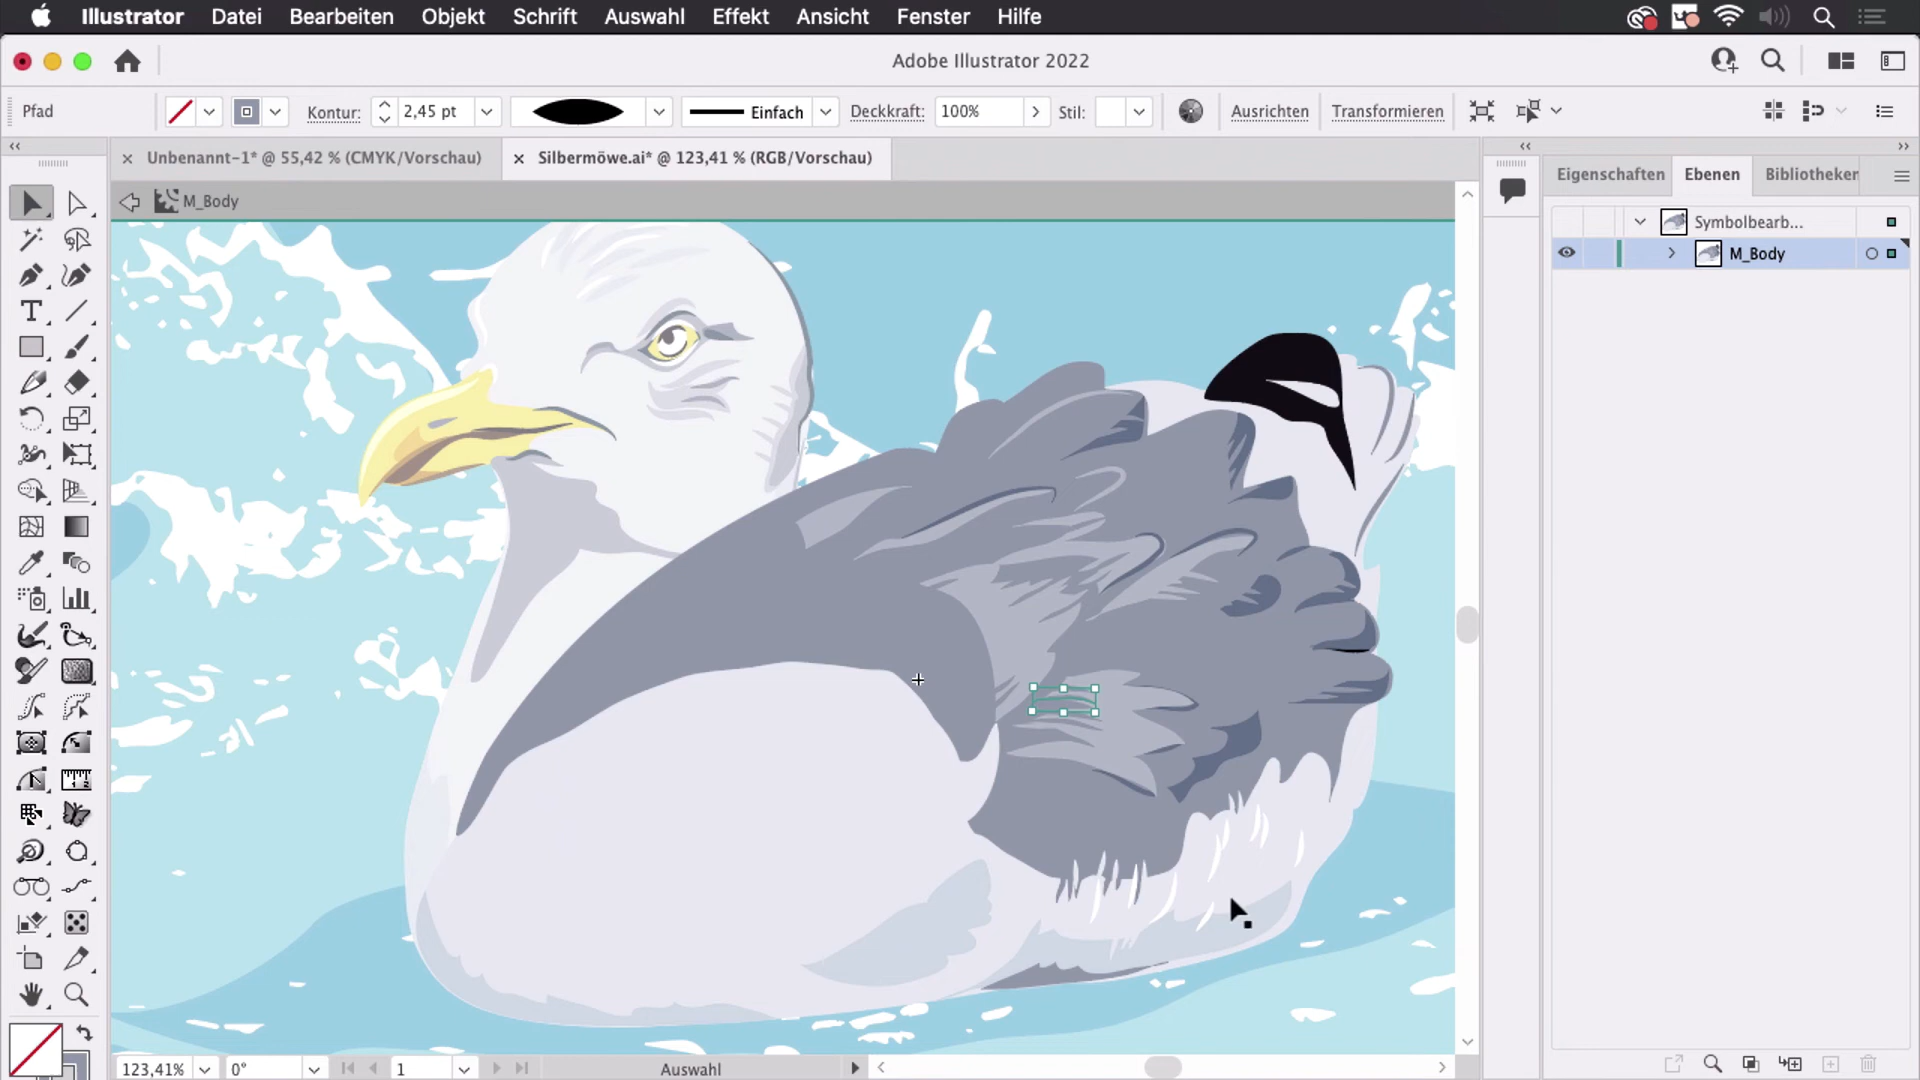 Illustrator Datei Bearbeiten Objekt Schrift Auswahl Effekt Ansicht Fenster Hilfe
Adobe Illustrator 2022
Pfad Kontur: 2,45 pt Einfach Deckkraft: 100% Stil: Ausrichten Transformieren
Unbenannt-1* @ 55,42 % (CMYK/Vorschau) Silbermöwe.ai* @ 123,41 % (RGB/Vorschau)
Eigenschaften Ebenen Bibliotheken
M_Body
Symbolbearb...
M_Body
123,41% 0° 1 Auswahl